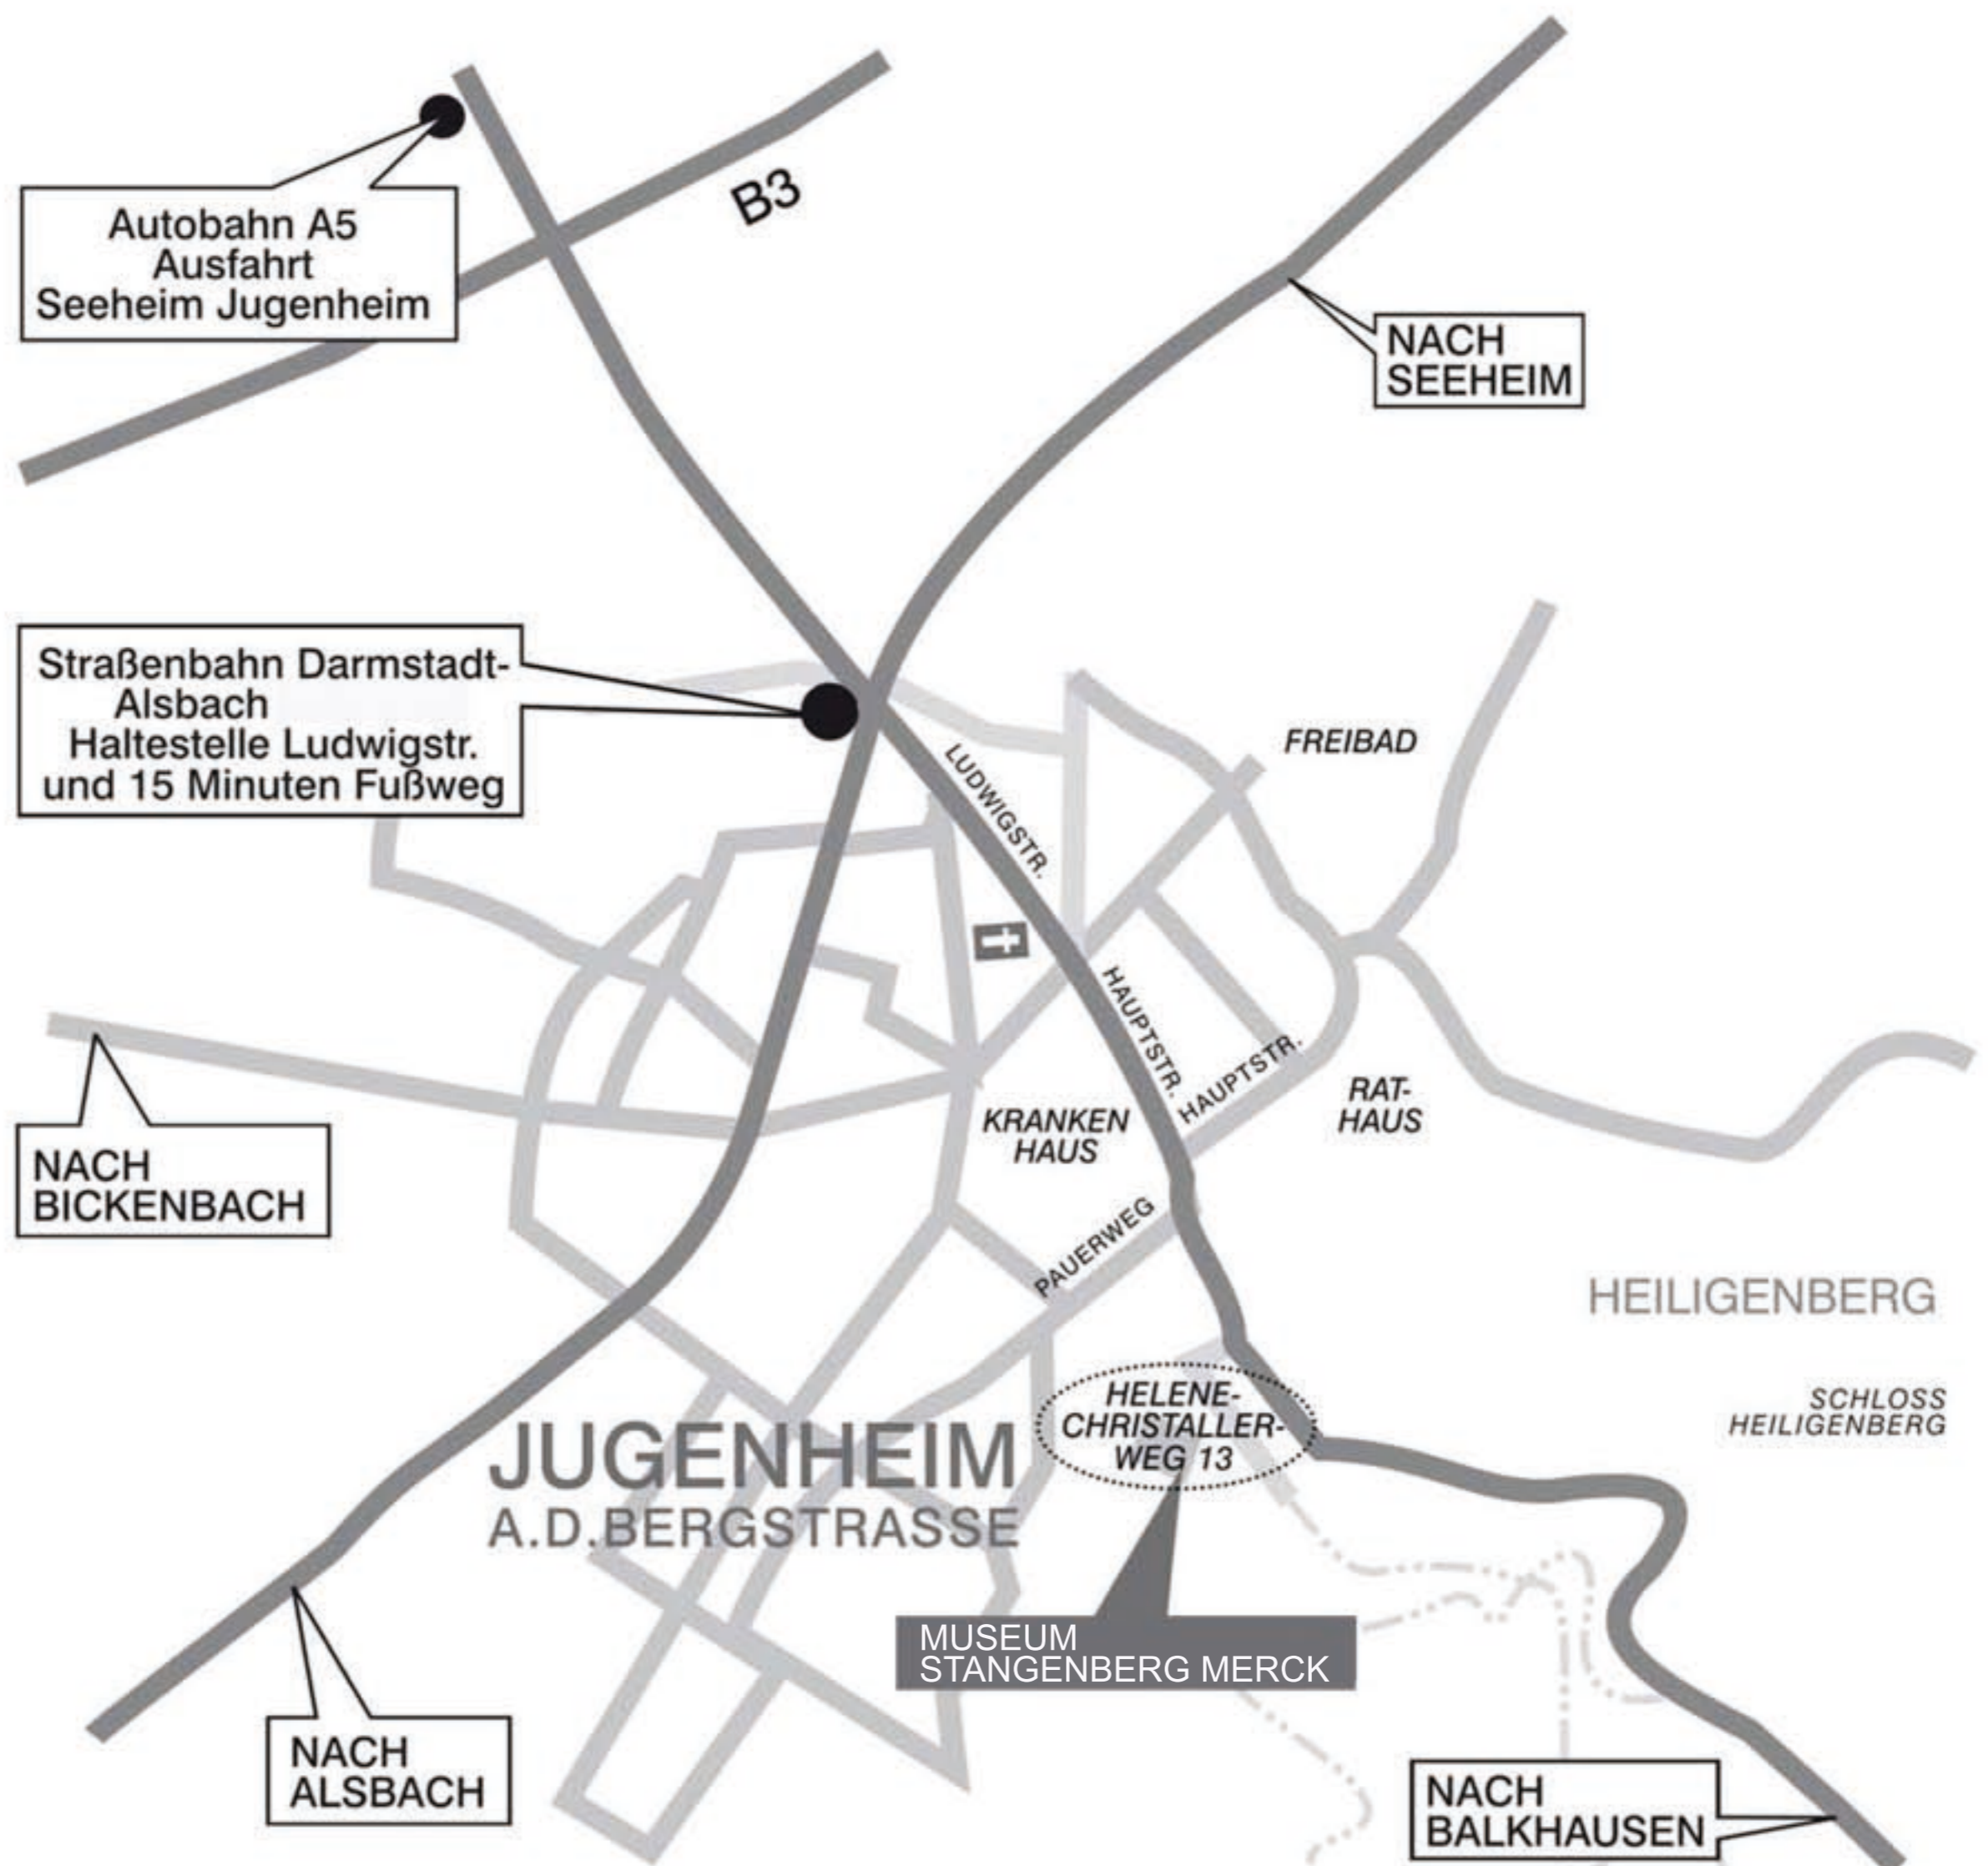 B3
Autobahn A5
Ausfahrt
Seeheim Jugenheim
NACH
SEEHEIM
Straßenbahn Darmstadt-
Alsbach
Haltestelle Ludwigstr.
und 15 Minuten Fußweg
FREIBAD
LUDWIGSTR.
HAUPTSTR.
HAUPTSTR.
RAT-
HAUS
KRANKEN
HAUS
NACH
BICKENBACH
PAUERWEG
HEILIGENBERG
SCHLOSS
HEILIGENBERG
HELENE-
CHRISTALLER-
WEG 13
JUGENHEIM
A.D.BERGSTRASSE
MUSEUM
STANGENBERG MERCK
NACH
ALSBACH
NACH
BALKHAUSEN